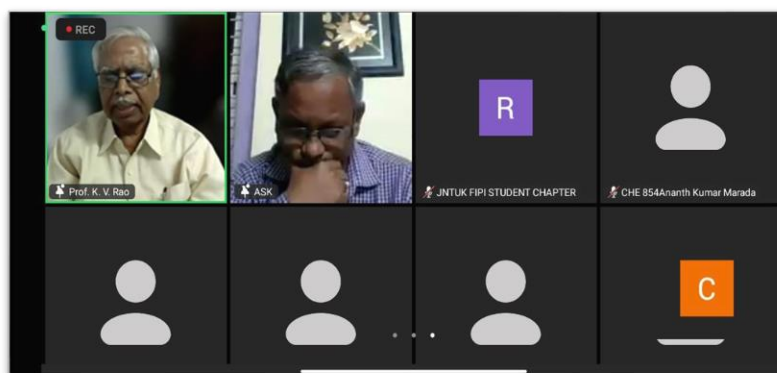 REC
Prof. K. V. Rao
ASK
R
JNTUK FIPI STUDENT CHAPTER
CHE 854Ananth Kumar Marada
C